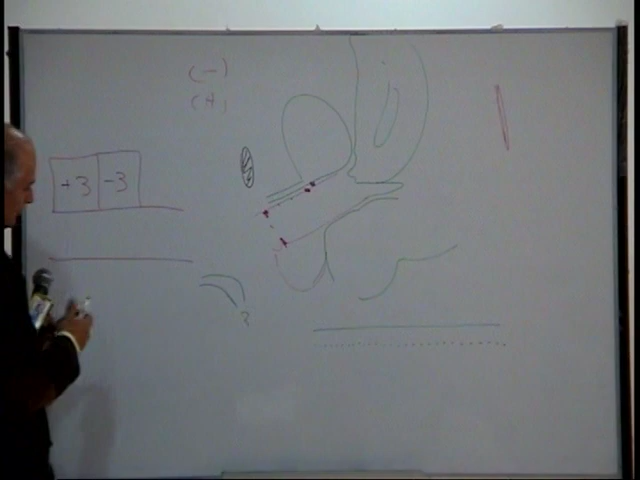 (-)
(+)
+3 -3
?